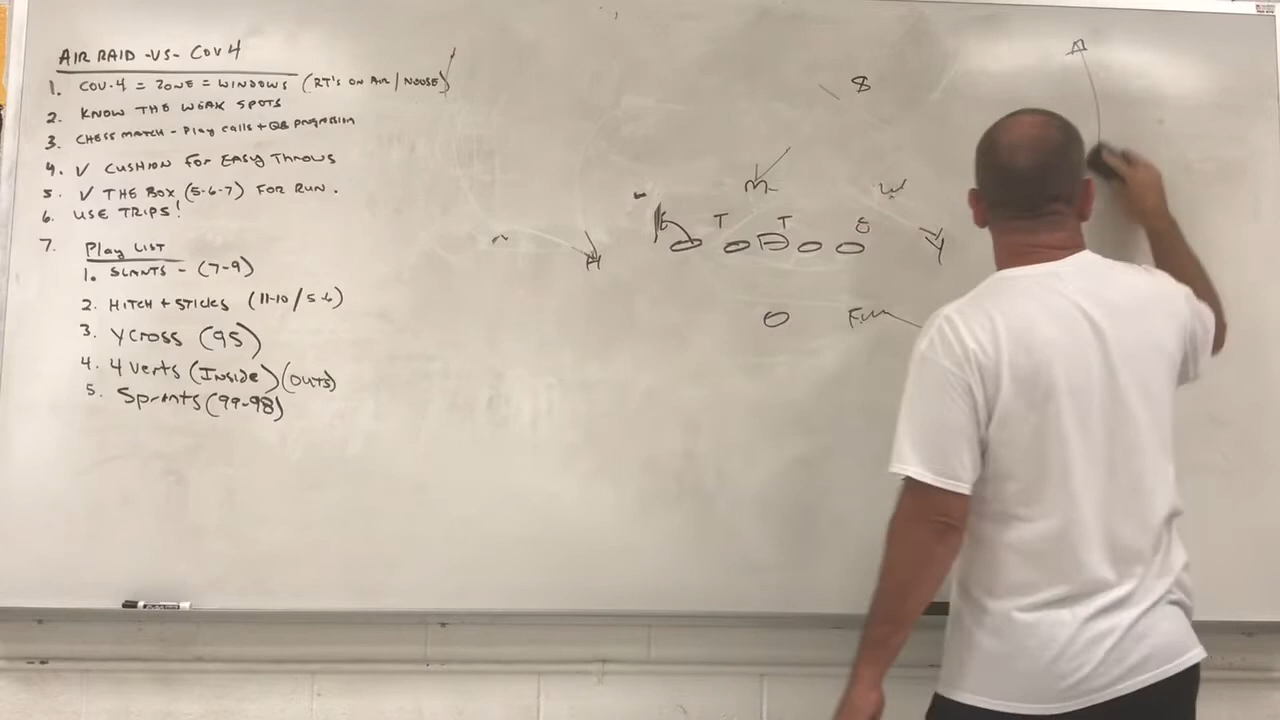 AIR RAID -VS- COV 4
1. COV-4 = ZONE = WINDOWS (RT'S ON AIR / NOOSE)
2. KNOW THE WEAK SPOTS
3. CHESS MATCH - Play calls + QB progression
4. ✓ CUSHION FOR EASY THROWS
5. ✓ THE BOX (5-6-7) FOR RUN.
6. USE TRIPS!
7. Play LIST
1. SLANTS - (7-9)
2. HITCH + STICKS (11-10 / 5-6)
3. YCROSS (95)
4. 4 Verts (INSIDE) (OUTS)
5. Sprints (99-98)
8
M
W
T T 8
H Y
F